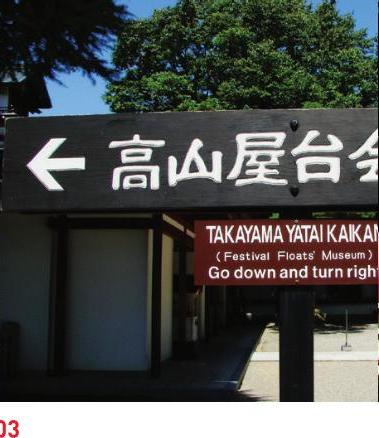 高山屋台会
TAKAYAMA YATAI KAIKAN
(Festival Floats' Museum)
Go down and turn right
03